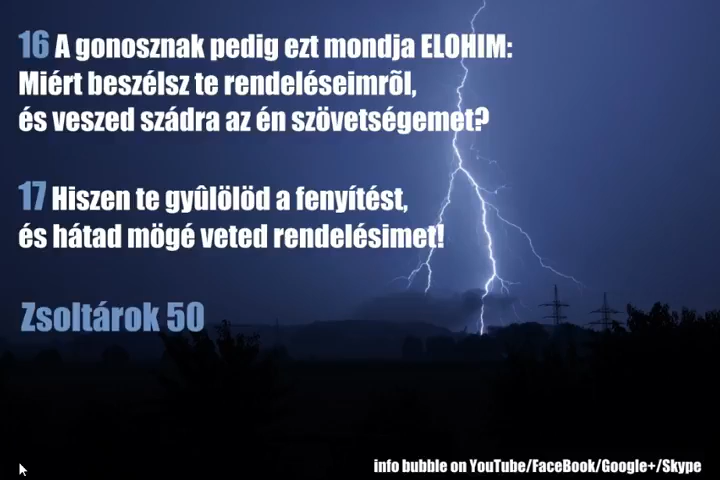 16 A gonosznak pedig ezt mondja ELOHIM:
Miért beszélsz te rendeléseimrõl,
és veszed szádra az én szövetségemet?
17 Hiszen te gyûlölöd a fenyítést,
és hátad mögé veted rendelésimet!
Zsoltárok 50
info bubble on YouTube/FaceBook/Google+/Skype